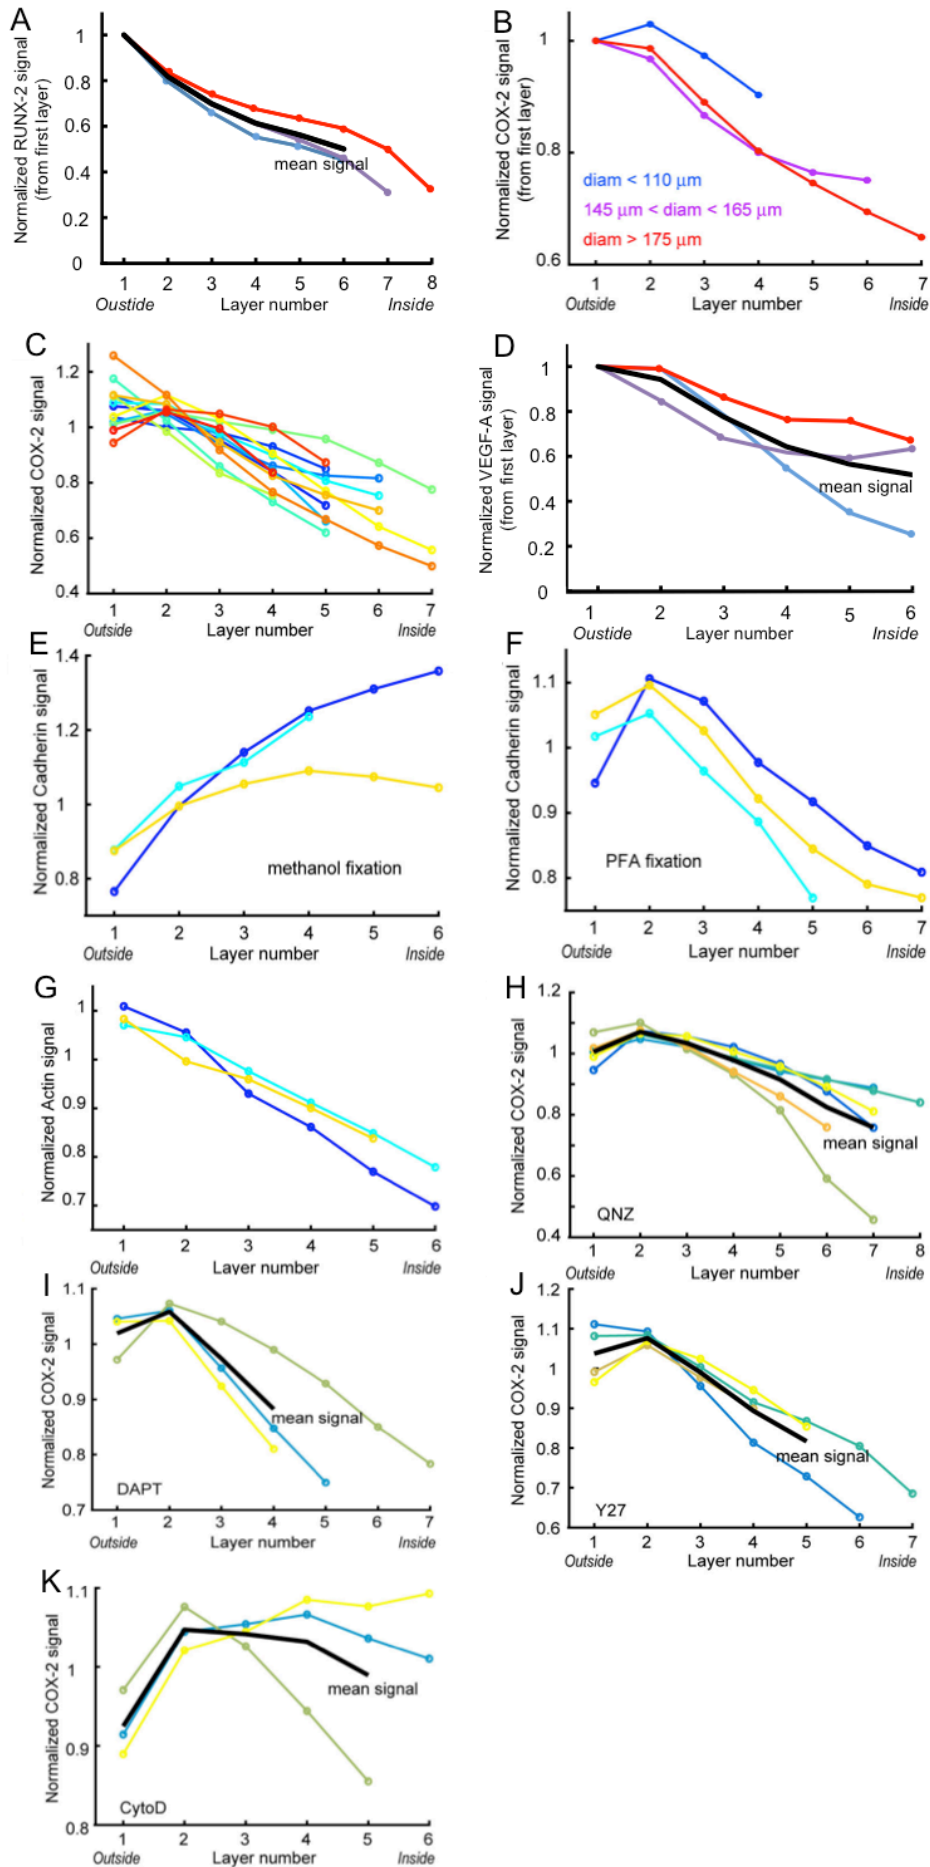 A
Normalized RUNX-2 signal
(from first layer)
1
0.8
0.6
0.4
0.2
0
mean signal
1 2 3 4 5 6 7 8
Oustide Layer number Inside
B
Normalized COX-2 signal
(from first layer)
1
0.8
0.6
diam < 110 µm
145 µm < diam < 165 µm
diam > 175 µm
1 2 3 4 5 6 7
Outside Layer number Inside
C
Normalized COX-2 signal
1.2
1
0.8
0.6
0.4
1 2 3 4 5 6 7
Outside Layer number Inside
D
Normalized VEGF-A signal
(from first layer)
1
0.8
0.6
0.4
0.2
0
mean signal
1 2 3 4 5 6
Oustide Layer number Inside
E
Normalized Cadherin signal
1.4
1.2
1
0.8
methanol fixation
1 2 3 4 5 6
Outside Layer number Inside
F
Normalized Cadherin signal
1.1
1
0.9
0.8
PFA fixation
1 2 3 4 5 6 7
Outside Layer number Inside
G
Normalized Actin signal
1
1
0.9
0.8
0.7
1 2 3 4 5 6
Outside Layer number Inside
H
Normalized COX-2 signal
1.2
1
0.8
0.6
0.4
mean signal
QNZ
1 2 3 4 5 6 7 8
Outside Layer number Inside
I
Normalized COX-2 signal
1.1
1
0.9
0.8
0.7
mean signal
DAPT
1 2 3 4 5 6 7
Outside Layer number Inside
J
Normalized COX-2 signal
1.2
1.1
1
0.9
0.8
0.7
0.6
mean signal
Y27
1 2 3 4 5 6 7
Outside Layer number Inside
K
Normalized COX-2 signal
1.1
1
0.9
0.8
mean signal
CytoD
1 2 3 4 5 6
Outside Layer number Inside